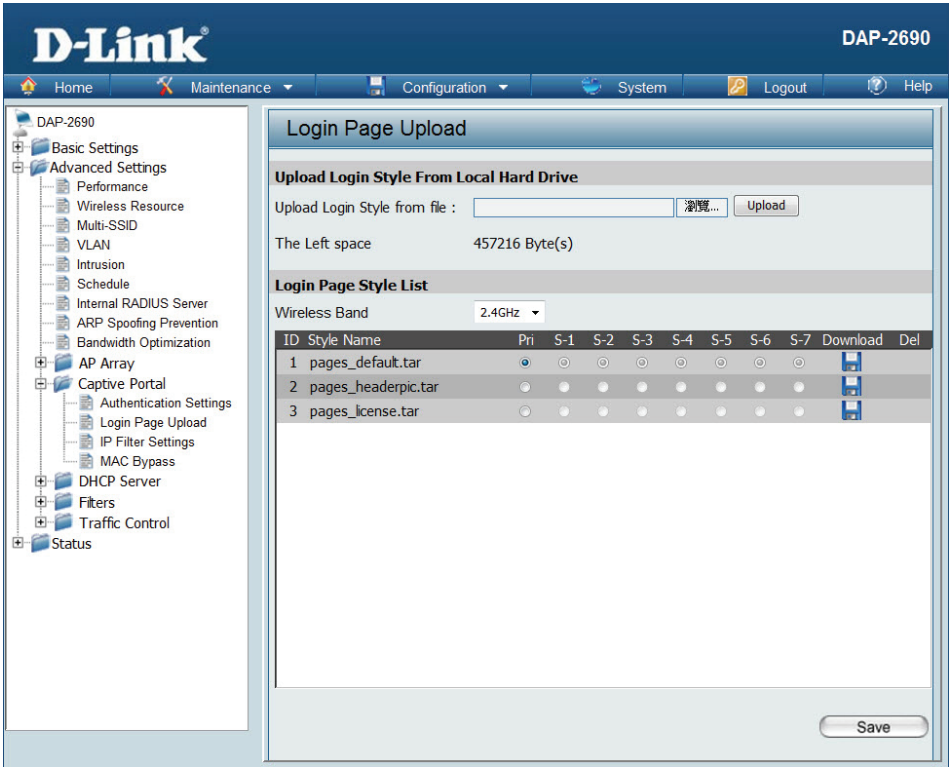 D-Link®
DAP-2690
Home Maintenance Configuration System Logout Help
DAP-2690
Basic Settings
Advanced Settings
Performance
Wireless Resource
Multi-SSID
VLAN
Intrusion
Schedule
Internal RADIUS Server
ARP Spoofing Prevention
Bandwidth Optimization
AP Array
Captive Portal
Authentication Settings
Login Page Upload
IP Filter Settings
MAC Bypass
DHCP Server
Filters
Traffic Control
Status
Login Page Upload
Upload Login Style From Local Hard Drive
Upload Login Style from file : 瀏覽... Upload
The Left space 457216 Byte(s)
Login Page Style List
Wireless Band 2.4GHz
ID Style Name Pri S-1 S-2 S-3 S-4 S-5 S-6 S-7 Download Del
1 pages_default.tar
2 pages_headerpic.tar
3 pages_license.tar
Save